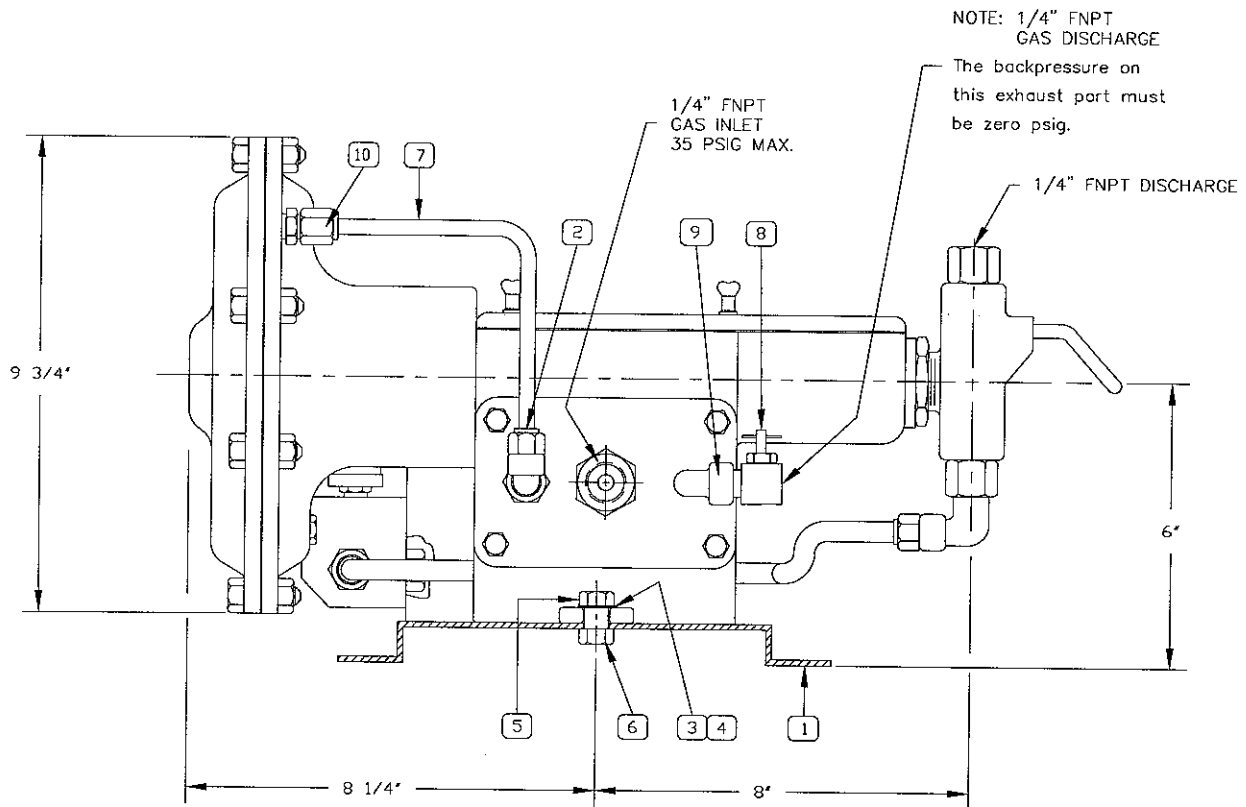 NOTE: 1/4" FNPT
GAS DISCHARGE
The backpressure on
this exhaust port must
be zero psig.
1/4" FNPT
GAS INLET
35 PSIG MAX.
1/4" FNPT DISCHARGE
10
7
2
9
8
9 3/4"
6"
5
6
3
4
1
8 1/4"
8"